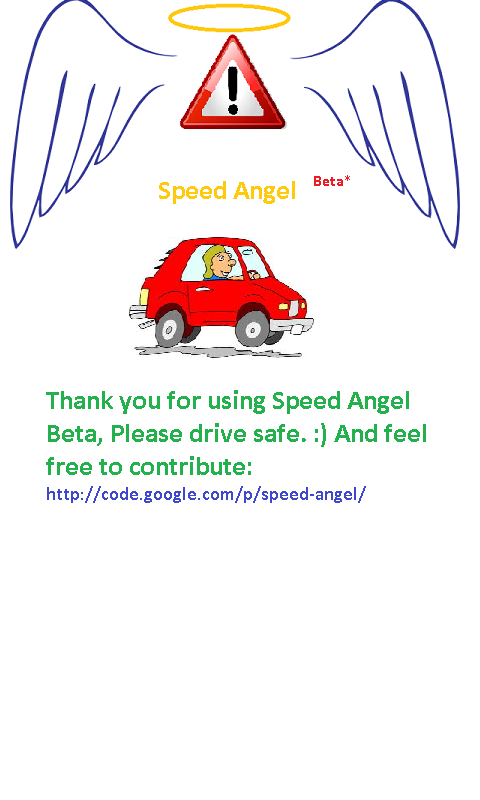 Speed Angel Beta*
Thank you for using Speed Angel
Beta, Please drive safe. :) And feel
free to contribute:
http://code.google.com/p/speed-angel/